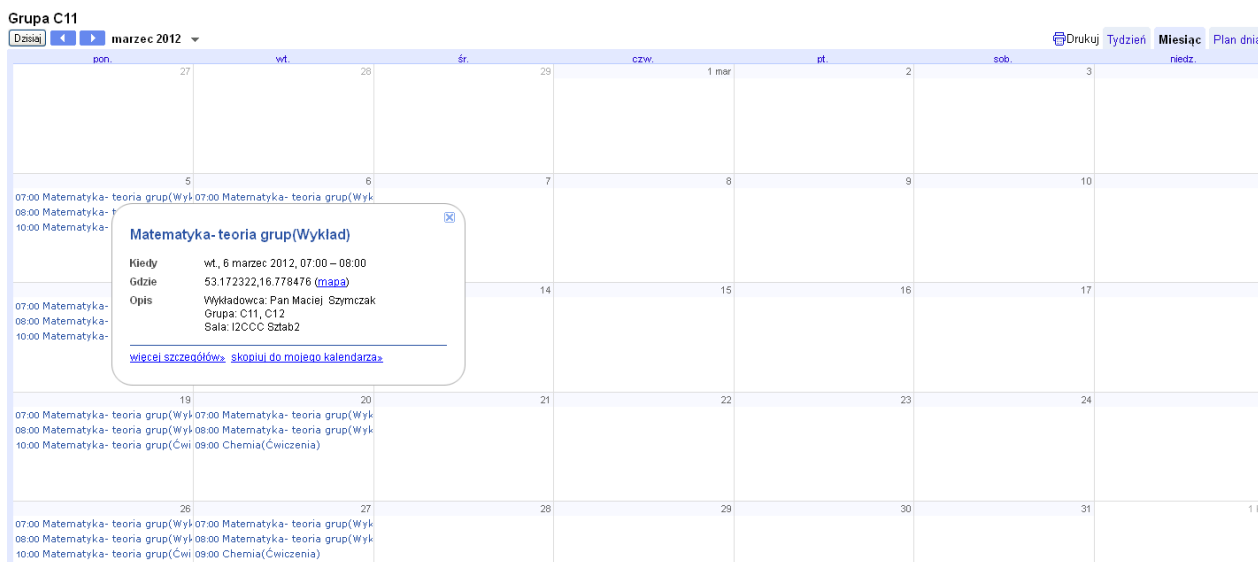 Grupa C11
Dzisiaj marzec 2012 Drukuj Tydzień Miesiąc Plan dnia
pon. wt. śr. czw. pt. sob. niedz.
27 28 29 1 mar 2 3
5 6 7 8 9 10
07:00 Matematyka- teoria grup(Wykł 07:00 Matematyka- teoria grup(Wyk
08:00 Matematyka- t
10:00 Matematyka-
Matematyka- teoria grup(Wykład)
Kiedy wt., 6 marzec 2012, 07:00 – 08:00
Gdzie 53.172322,16.778476 (mapa)
Opis Wykładowca: Pan Maciej Szymczak
Grupa: C11, C12
Sala: I2CCC Sztab2
więcej szczegółów» skopiuj do mojego kalendarza»
14 15 16 17
07:00 Matematyka-
08:00 Matematyka-
10:00 Matematyka-
19 20 21 22 23 24
07:00 Matematyka- teoria grup(Wykł 07:00 Matematyka- teoria grup(Wyk
08:00 Matematyka- teoria grup(Wykł 08:00 Matematyka- teoria grup(Wyk
10:00 Matematyka- teoria grup(Ćwi 09:00 Chemia(Ćwiczenia)
26 27 28 29 30 31 1
07:00 Matematyka- teoria grup(Wykł 07:00 Matematyka- teoria grup(Wyk
08:00 Matematyka- teoria grup(Wykł 08:00 Matematyka- teoria grup(Wyk
10:00 Matematyka- teoria grup(Ćwi 09:00 Chemia(Ćwiczenia)